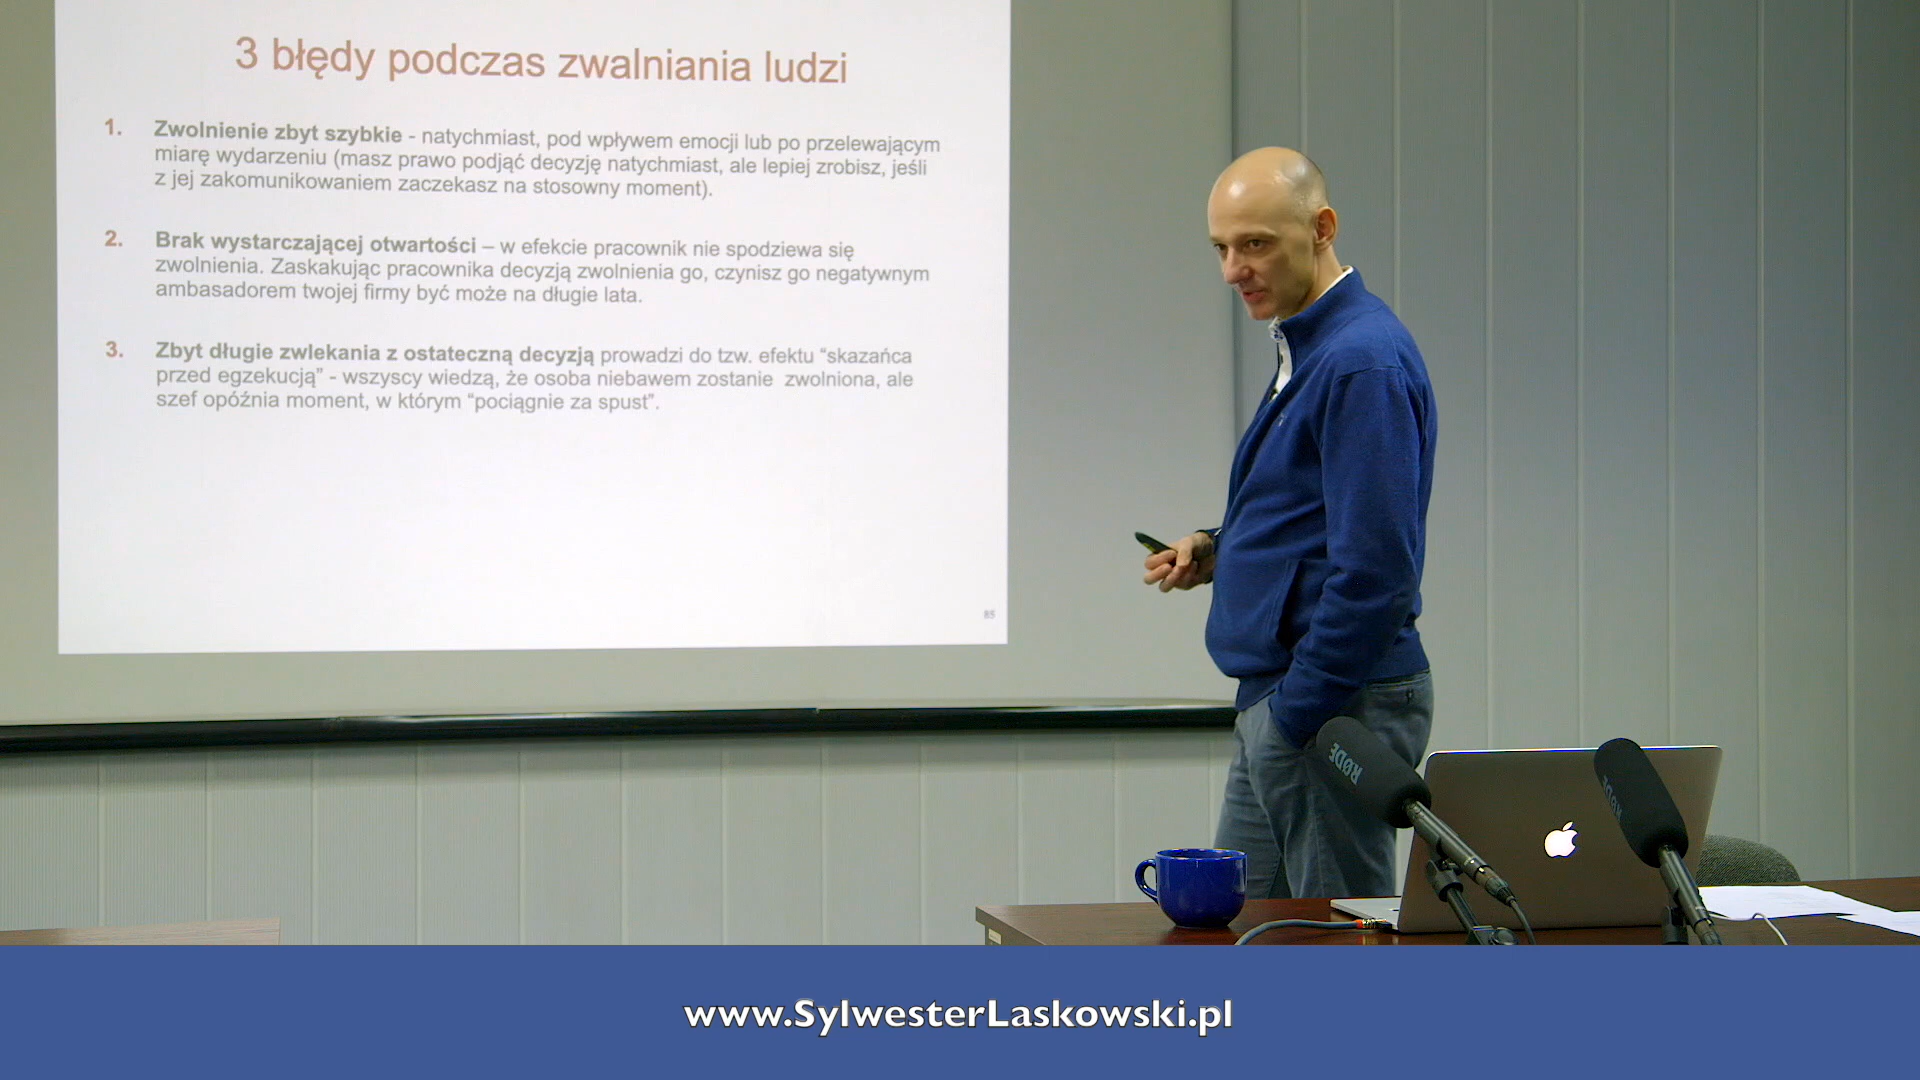 3 błędy podczas zwalniania ludzi
1. Zwolnienie zbyt szybkie - natychmiast, pod wpływem emocji lub po przelewającym
miarę wydarzeniu (masz prawo podjąć decyzję natychmiast, ale lepiej zrobisz, jeśli
z jej zakomunikowaniem zaczekasz na stosowny moment).
2. Brak wystarczającej otwartości – w efekcie pracownik nie spodziewa się
zwolnienia. Zaskakując pracownika decyzją zwolnienia go, czynisz go negatywnym
ambasadorem twojej firmy być może na długie lata.
3. Zbyt długie zwlekania z ostateczną decyzją prowadzi do tzw. efektu “skazańca
przed egzekucją” - wszyscy wiedzą, że osoba niebawem zostanie zwolniona, ale
szef opóźnia moment, w którym “pociągnie za spust”.
85
RØDE
RØDE
www.SylwesterLaskowski.pl